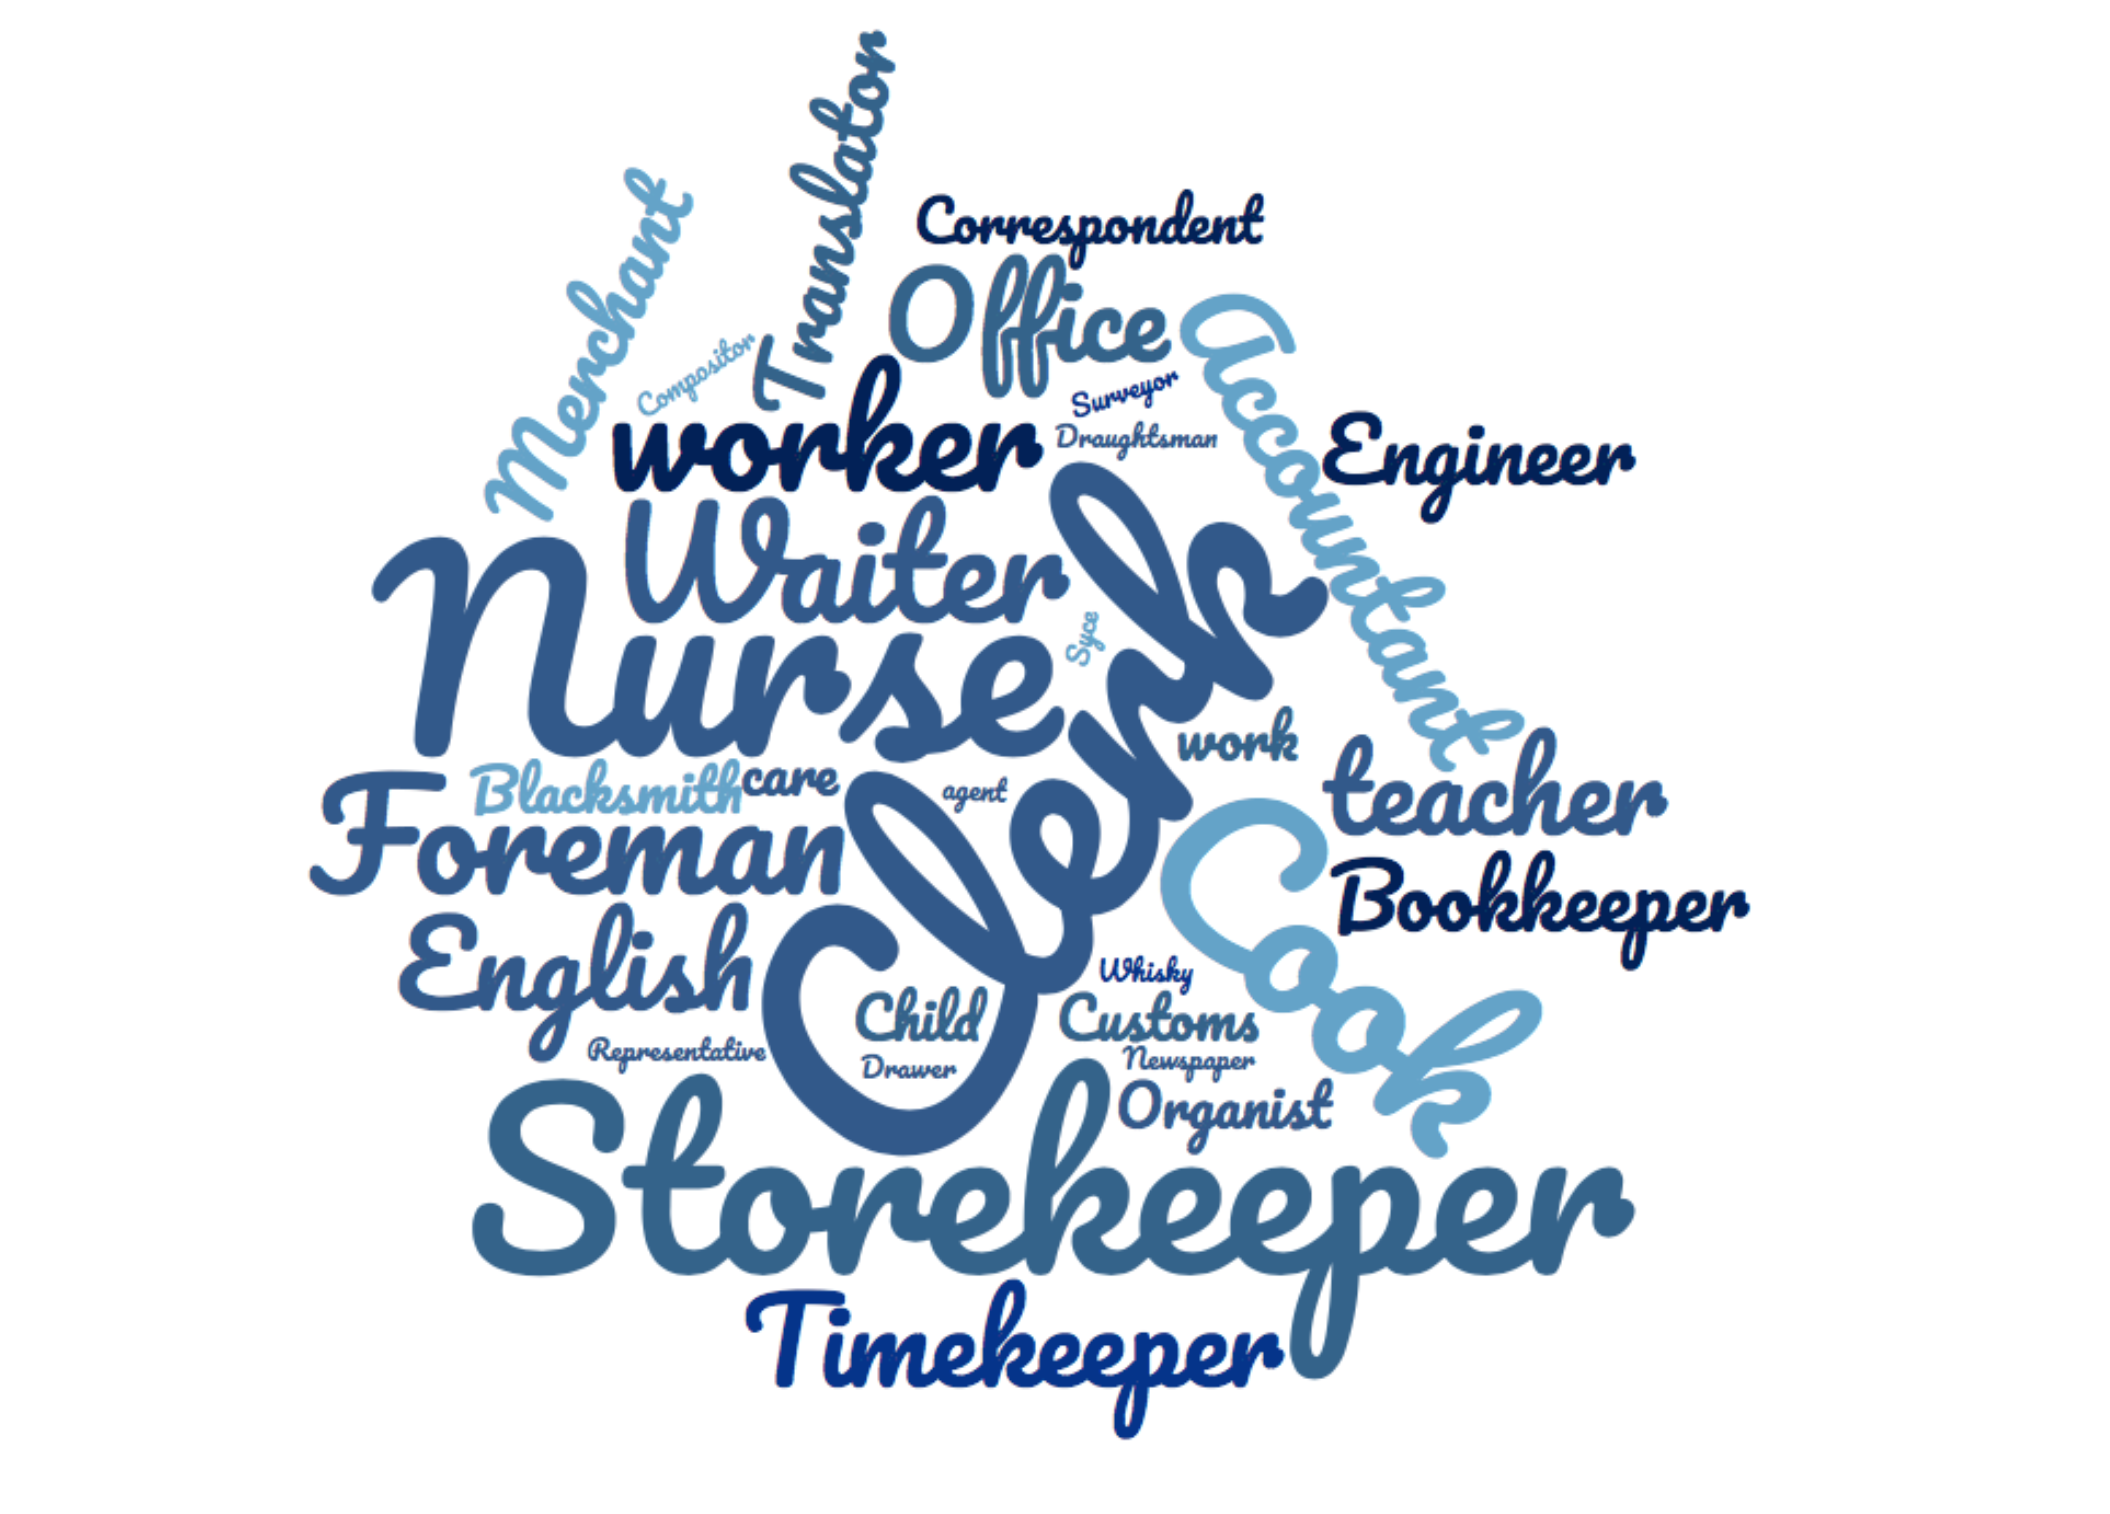 Translator
Merchant
Correspondent
Office
Accountant
Compositor
Surveyor
worker
Draughtsman
Engineer
Waiter
Nurse
Syce
Clerk
work
Blacksmith
care
agent
teacher
Foreman
Cook
Bookkeeper
English
Whisky
Child
Customs
Representative
Drawer
Newspaper
Organist
Storekeeper
Timekeeper